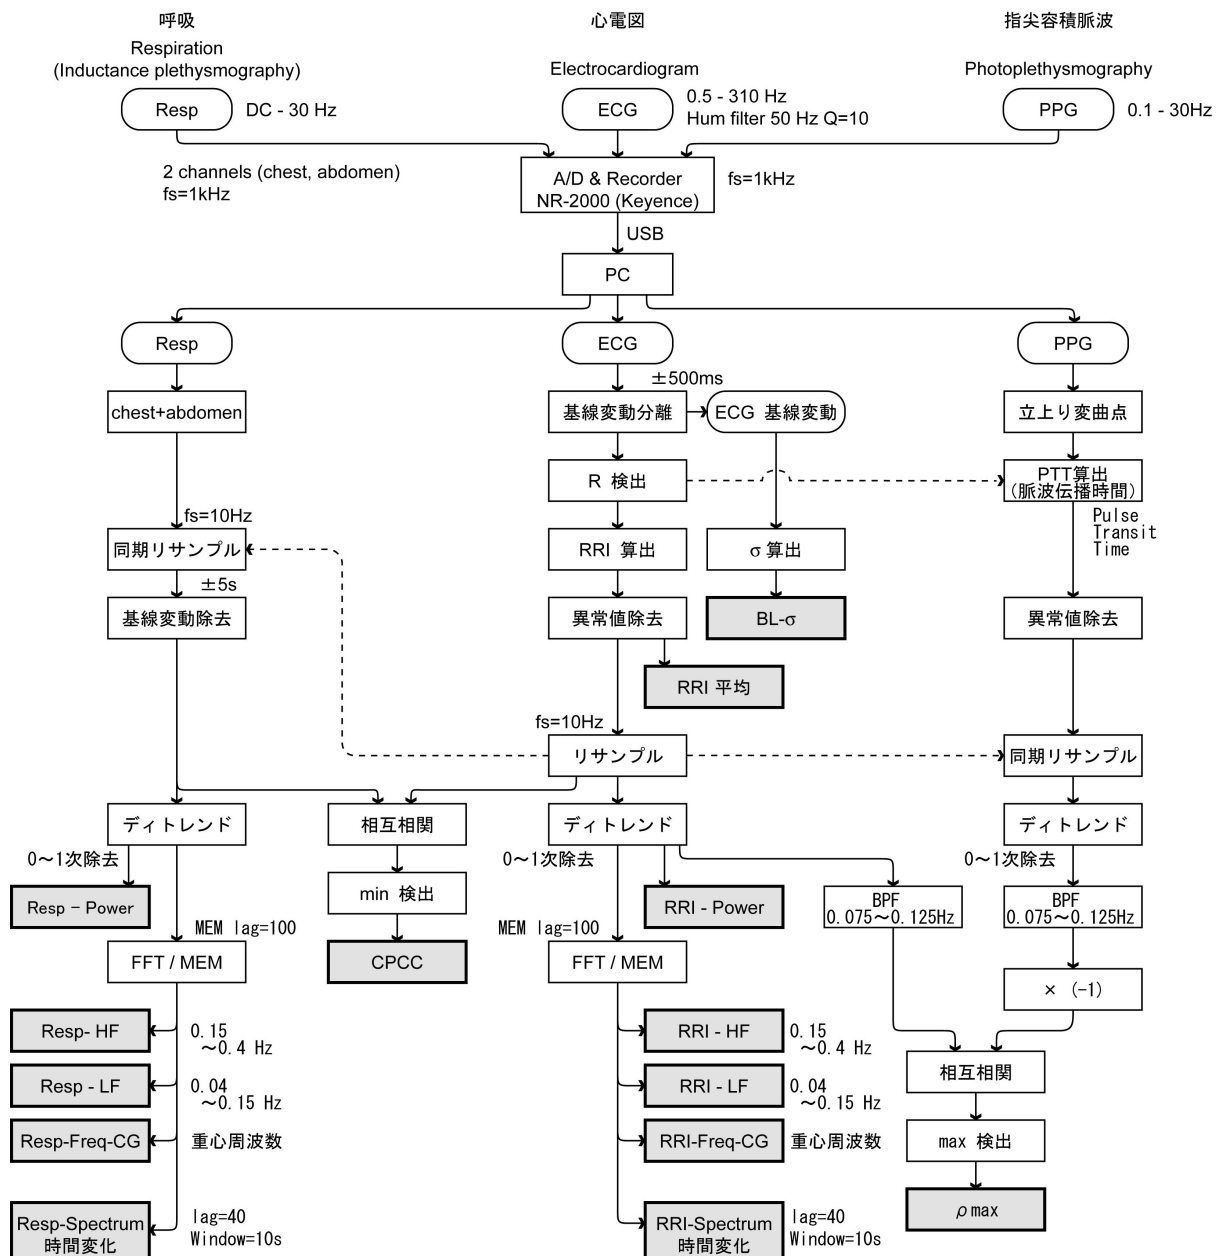 呼吸
心電図
指尖容積脈波
Respiration
(Inductance plethysmography)
Electrocardiogram
Photoplethysmography
Resp
DC - 30 Hz
ECG
0.5 - 310 Hz
Hum filter 50 Hz Q=10
PPG
0.1 - 30Hz
2 channels (chest, abdomen)
fs=1kHz
A/D & Recorder
NR-2000 (Keyence)
fs=1kHz
USB
PC
Resp
ECG
PPG
±500ms
chest+abdomen
基線変動分離
ECG 基線変動
立上り変曲点
R 検出
PTT算出
(脈波伝播時間)
Pulse
Transit
Time
fs=10Hz
同期リサンプル
RRI 算出
σ 算出
±5s
基線変動除去
異常値除去
BL-σ
異常値除去
RRI 平均
fs=10Hz
リサンプル
同期リサンプル
ディトレンド
相互相関
ディトレンド
ディトレンド
0～1次除去
0～1次除去
0～1次除去
Resp - Power
min 検出
RRI - Power
BPF
0.075～0.125Hz
BPF
0.075～0.125Hz
MEM lag=100
MEM lag=100
FFT / MEM
CPCC
FFT / MEM
× (-1)
Resp- HF
0.15
～0.4 Hz
RRI - HF
0.15
～0.4 Hz
相互相関
Resp - LF
0.04
～0.15 Hz
RRI - LF
0.04
～0.15 Hz
Resp-Freq-CG
重心周波数
RRI-Freq-CG
重心周波数
max 検出
ρ max
Resp-Spectrum
時間変化
lag=40
Window=10s
RRI-Spectrum
時間変化
lag=40
Window=10s